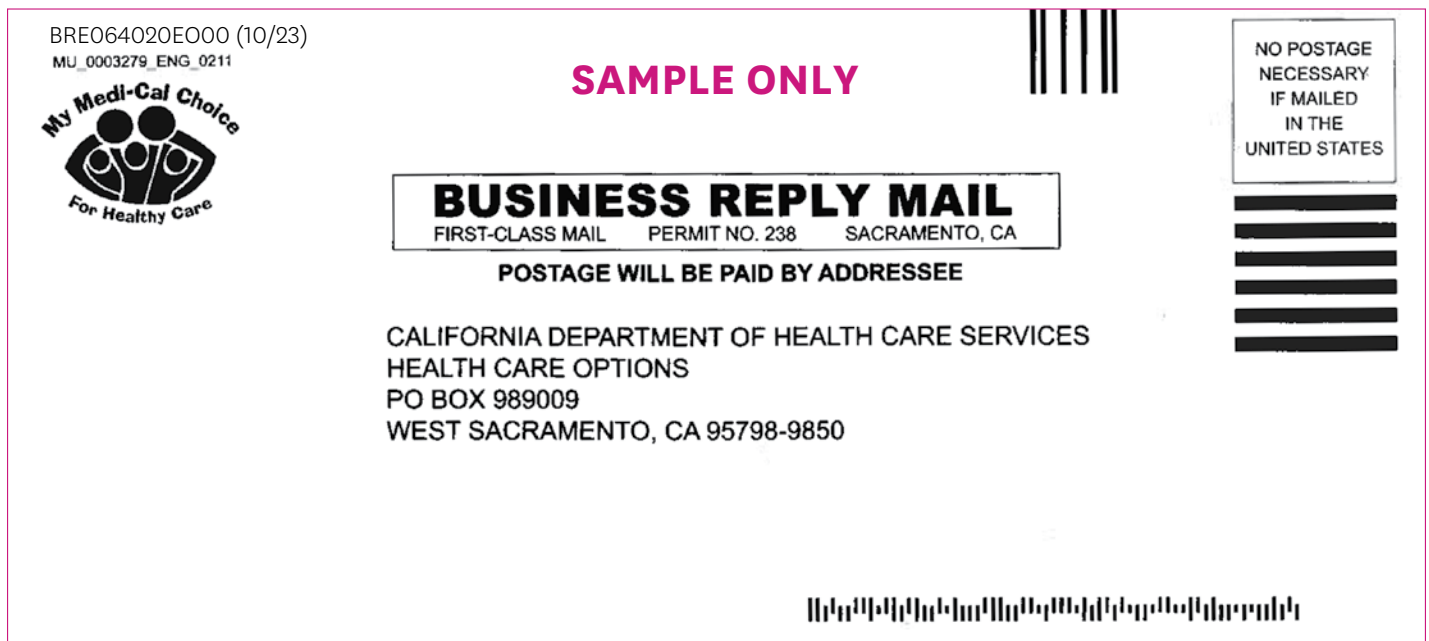 BRE064020EO00 (10/23)
MU_0003279_ENG_0211
My Medi-Cal Choice
For Healthy Care
SAMPLE ONLY
NO POSTAGE
NECESSARY
IF MAILED
IN THE
UNITED STATES
BUSINESS REPLY MAIL
FIRST-CLASS MAIL PERMIT NO. 238 SACRAMENTO, CA
POSTAGE WILL BE PAID BY ADDRESSEE
CALIFORNIA DEPARTMENT OF HEALTH CARE SERVICES
HEALTH CARE OPTIONS
PO BOX 989009
WEST SACRAMENTO, CA 95798-9850